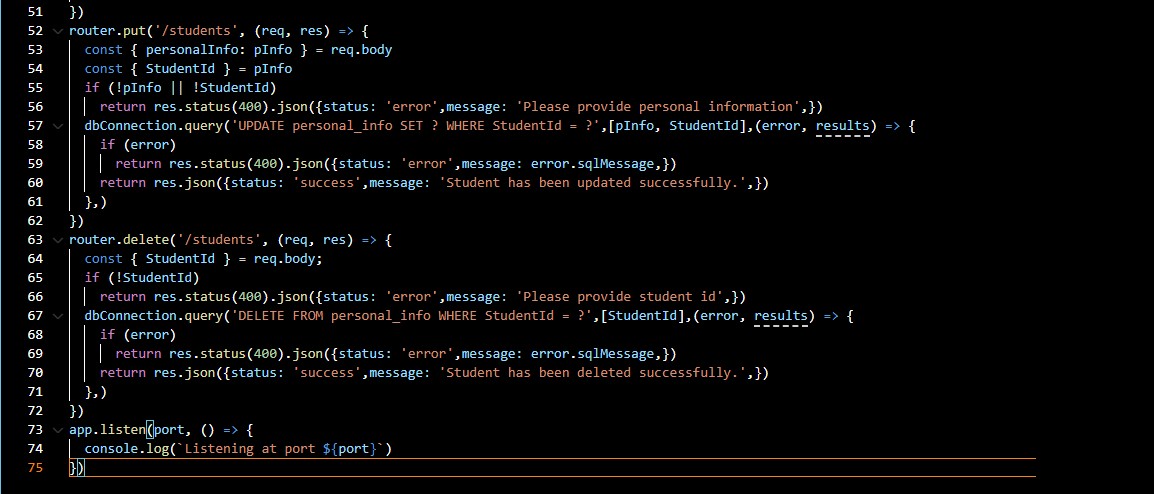 51 })
52 router.put('/students', (req, res) => {
53 const { personalInfo: pInfo } = req.body
54 const { StudentId } = pInfo
55 if (!pInfo || !StudentId)
56 return res.status(400).json({status: 'error',message: 'Please provide personal information',})
57 dbConnection.query('UPDATE personal_info SET ? WHERE StudentId = ?',[pInfo, StudentId],(error, results) => {
58 if (error)
59 return res.status(400).json({status: 'error',message: error.sqlMessage,})
60 return res.json({status: 'success',message: 'Student has been updated successfully.',})
61 },)
62 })
63 router.delete('/students', (req, res) => {
64 const { StudentId } = req.body;
65 if (!StudentId)
66 return res.status(400).json({status: 'error',message: 'Please provide student id',})
67 dbConnection.query('DELETE FROM personal_info WHERE StudentId = ?',[StudentId],(error, results) => {
68 if (error)
69 return res.status(400).json({status: 'error',message: error.sqlMessage,})
70 return res.json({status: 'success',message: 'Student has been deleted successfully.',})
71 },)
72 })
73 app.listen(port, () => {
74 console.log(`Listening at port ${port}`)
75 })